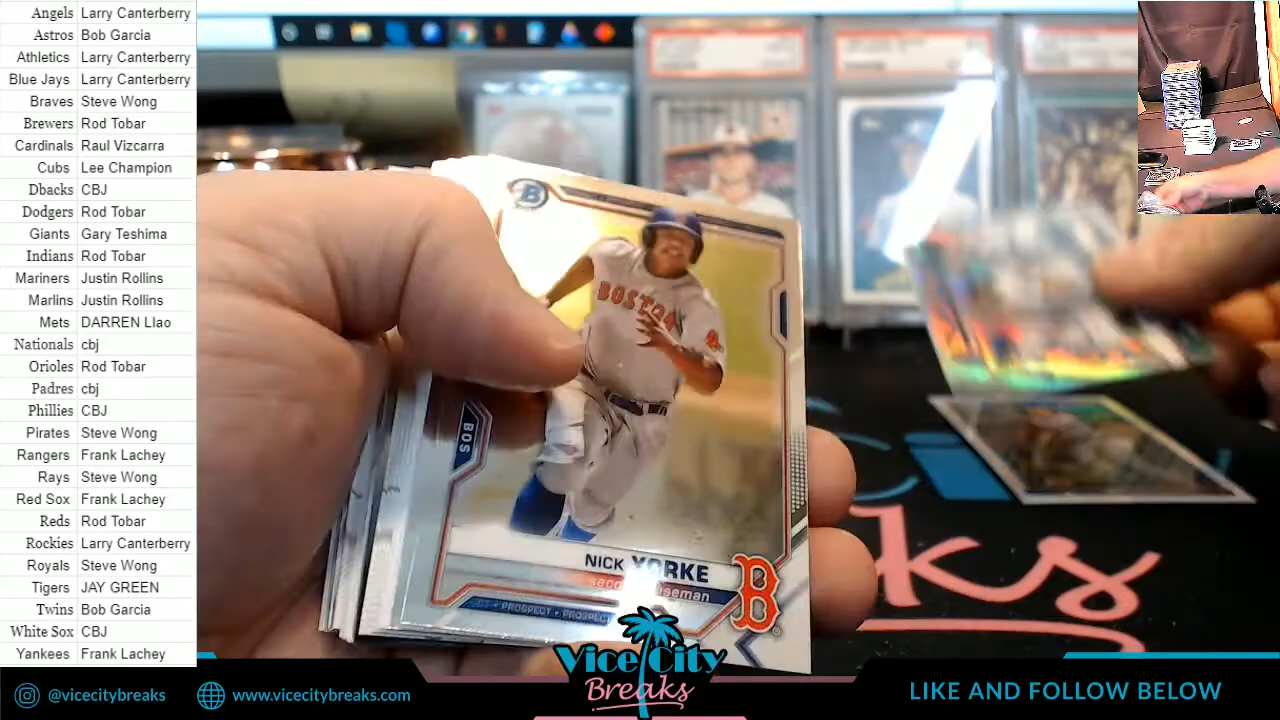 Angels Larry Canterberry
Astros Bob Garcia
Athletics Larry Canterberry
Blue Jays Larry Canterberry
Braves Steve Wong
Brewers Rod Tobar
Cardinals Raul Vizcarra
Cubs Lee Champion
Dbacks CBJ
Dodgers Rod Tobar
Giants Gary Teshima
Indians Rod Tobar
Mariners Justin Rollins
Marlins Justin Rollins
Mets DARREN Llao
Nationals cbj
Orioles Rod Tobar
Padres cbj
Phillies CBJ
Pirates Steve Wong
Rangers Frank Lachey
Rays Steve Wong
Red Sox Frank Lachey
Reds Rod Tobar
Rockies Larry Canterberry
Royals Steve Wong
Tigers JAY GREEN
Twins Bob Garcia
White Sox CBJ
Yankees Frank Lachey
B
BOSTON
BOS
NICK YORKE
PROSPECT • PROSPECT
B
ks
Vice City
Breaks
@vicecitybreaks
www.vicecitybreaks.com
LIKE AND FOLLOW BELOW